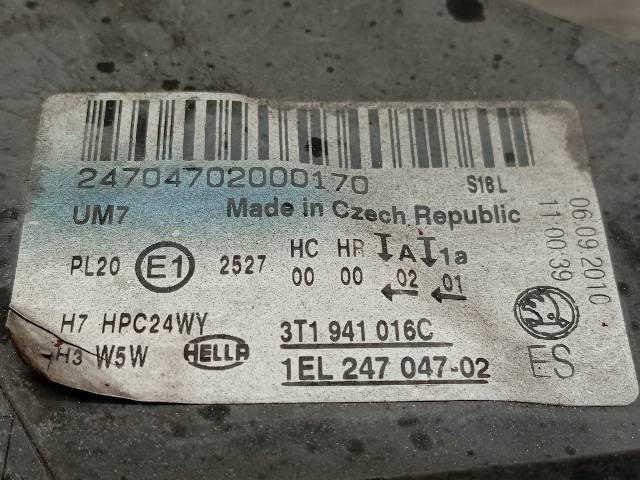 24704702000170
S16 L
UM7 Made in Czech Republic
PL20 E1 2527 HC HR A 1a
00 00 02 01
H7 HPC24WY
H3 W5W HELLA
3T1 941 016C
1EL 247 047-02
06.09.2010
11:00:39
ES